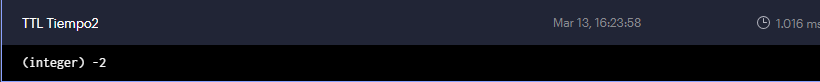 TTL Tiempo2 Mar 13, 16:23:58 1.016 ms
(integer) -2